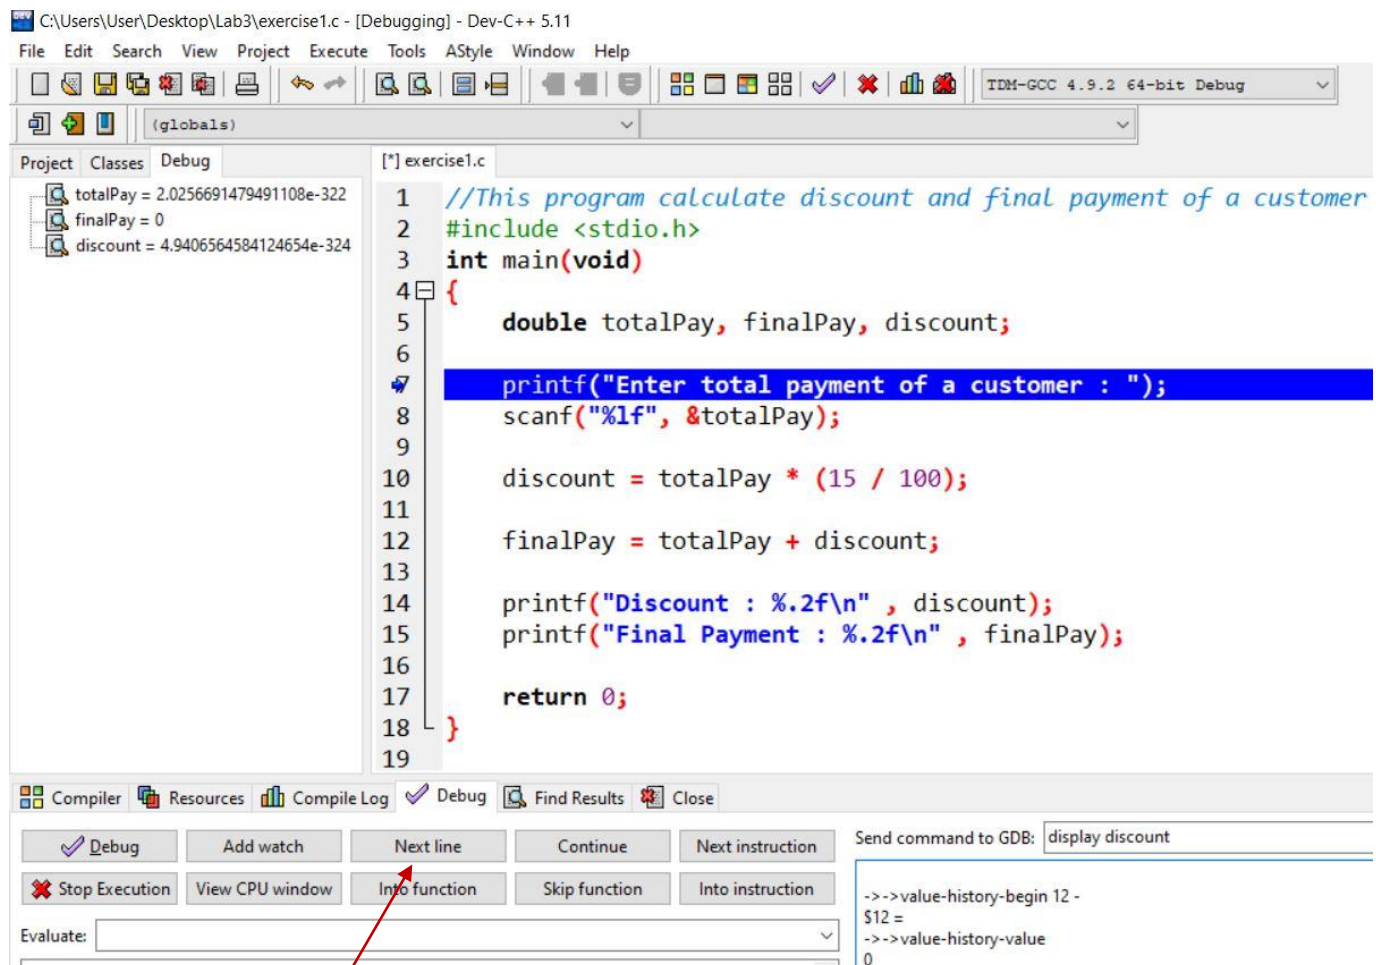 C:\Users\User\Desktop\Lab3\exercise1.c - [Debugging] - Dev-C++ 5.11
File Edit Search View Project Execute Tools AStyle Window Help
TDM-GCC 4.9.2 64-bit Debug
(globals)
Project Classes Debug
[*] exercise1.c
totalPay = 2.0256691479491108e-322
finalPay = 0
discount = 4.9406564584124654e-324
1 //This program calculate discount and final payment of a customer
2 #include <stdio.h>
3 int main(void)
4 {
5 double totalPay, finalPay, discount;
6
7 printf("Enter total payment of a customer : ");
8 scanf("%lf", &totalPay);
9
10 discount = totalPay * (15 / 100);
11
12 finalPay = totalPay + discount;
13
14 printf("Discount : %.2f\n" , discount);
15 printf("Final Payment : %.2f\n" , finalPay);
16
17 return 0;
18 }
19
Compiler Resources Compile Log Debug Find Results Close
Debug Add watch Next line Continue Next instruction
Send command to GDB: display discount
Stop Execution View CPU window Into function Skip function Into instruction
Evaluate:
->->value-history-begin 12 -
$12 =
->->value-history-value
0